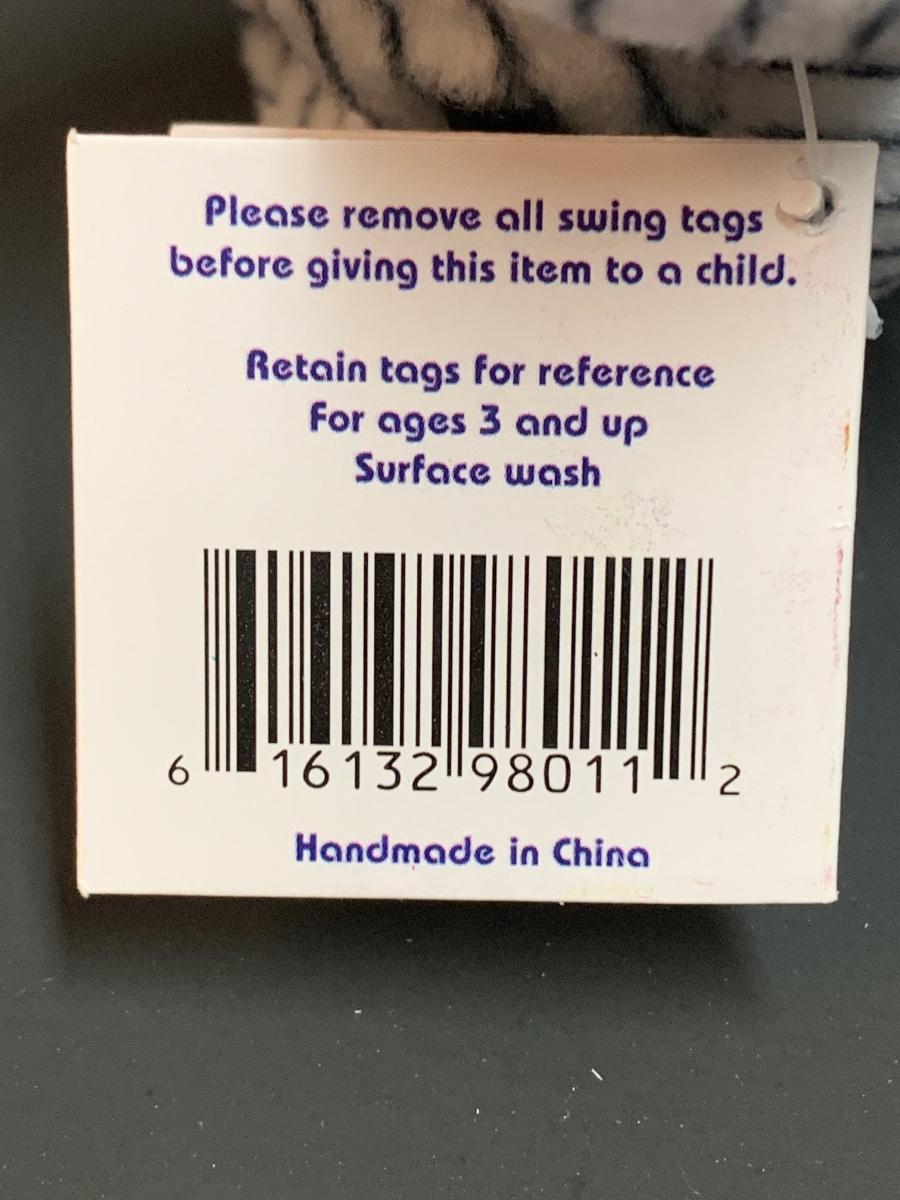 Please remove all swing tags
before giving this item to a child.
Retain tags for reference
For ages 3 and up
Surface wash
6 16132 98011 2
Handmade in China